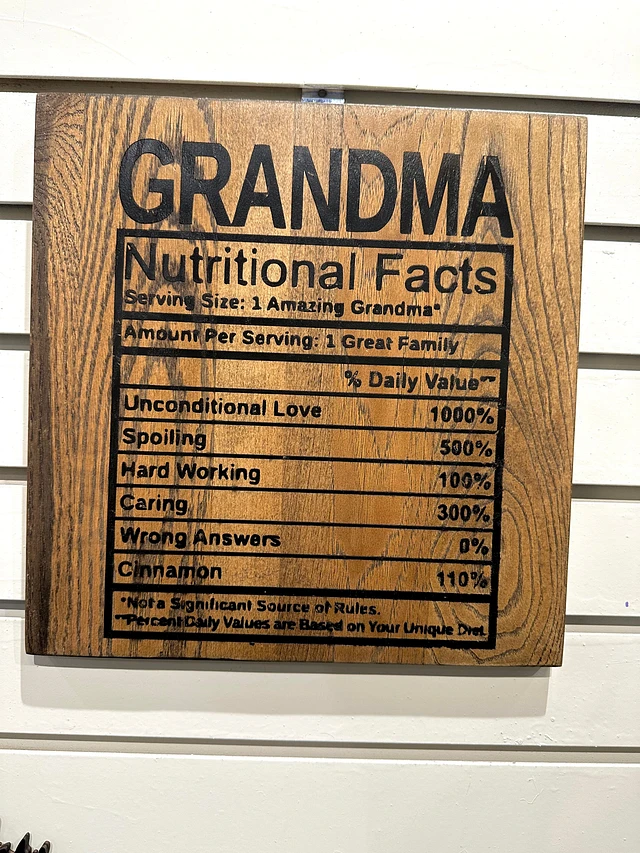 GRANDMA
Nutritional Facts
Serving Size: 1 Amazing Grandma*
Amount Per Serving: 1 Great Family
% Daily Value**
Unconditional Love 1000%
Spoiling 500%
Hard Working 100%
Caring 300%
Wrong Answers 0%
Cinnamon 110%
*Not a Significant Source of Rules.
**Percent Daily Values are Based on Your Unique Diet.